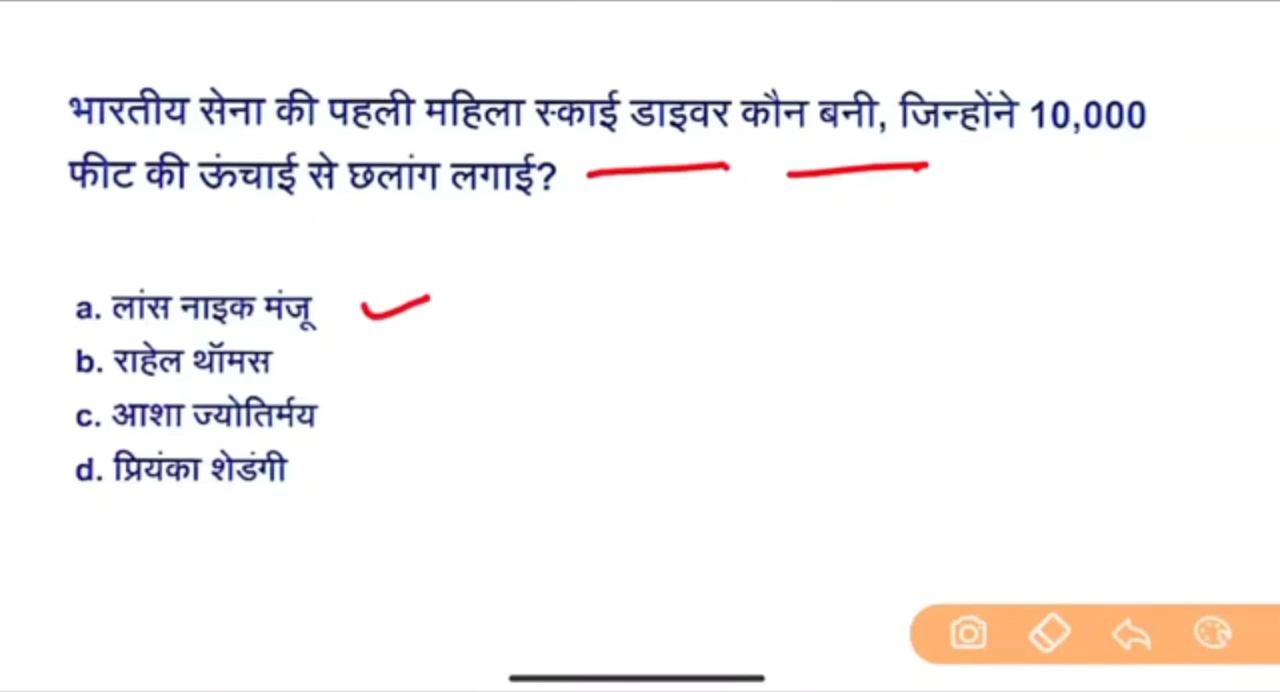 भारतीय सेना की पहली महिला स्काई डाइवर कौन बनी, जिन्होंने 10,000
फीट की ऊंचाई से छलांग लगाई?
a. लांस नाइक मंजू
b. राहेल थॉमस
c. आशा ज्योतिर्मय
d. प्रियंका शेडंगी